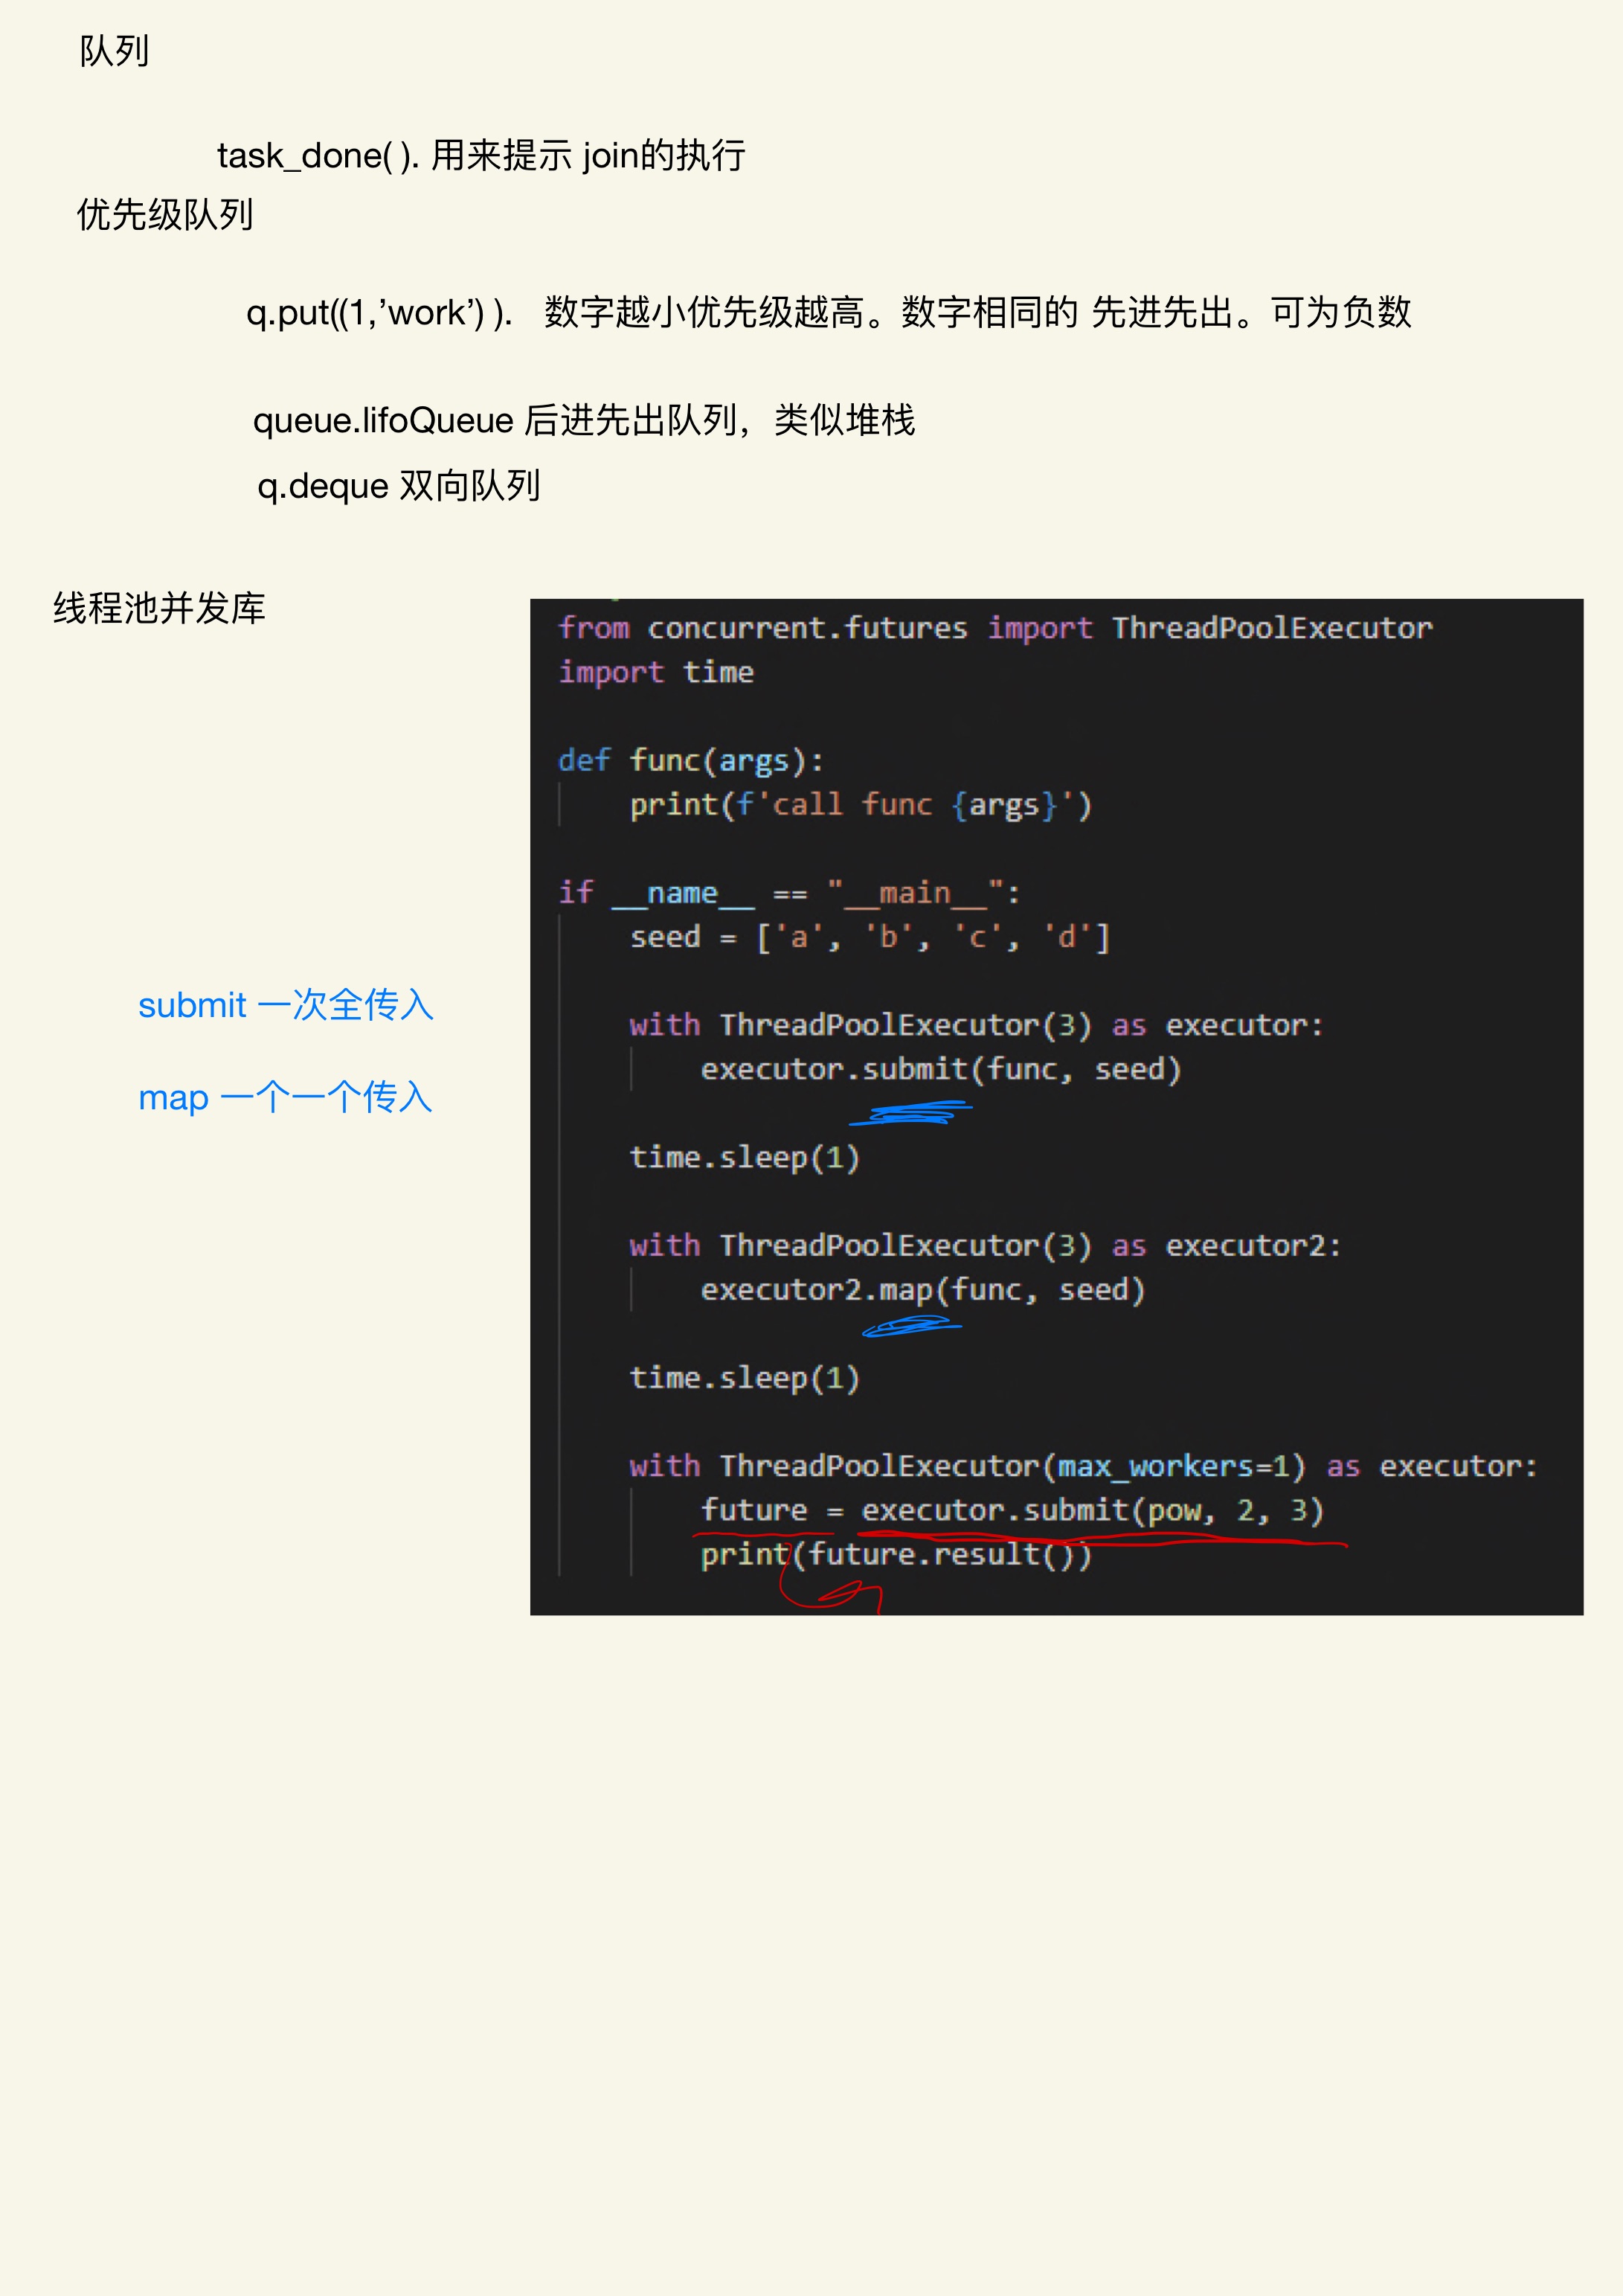 队列
task_done( ). 用来提示 join的执行
优先级队列
q.put((1,’work’) ). 数字越小优先级越高。数字相同的 先进先出。可为负数
queue.lifoQueue 后进先出队列，类似堆栈
q.deque 双向队列
线程池并发库
from concurrent.futures import ThreadPoolExecutor
import time
def func(args):
print(f'call func {args}')
if __name__ == "__main__":
seed = ['a', 'b', 'c', 'd']
submit 一次全传入
with ThreadPoolExecutor(3) as executor:
executor.submit(func, seed)
map 一个一个传入
time.sleep(1)
with ThreadPoolExecutor(3) as executor2:
executor2.map(func, seed)
time.sleep(1)
with ThreadPoolExecutor(max_workers=1) as executor:
future = executor.submit(pow, 2, 3)
print(future.result())